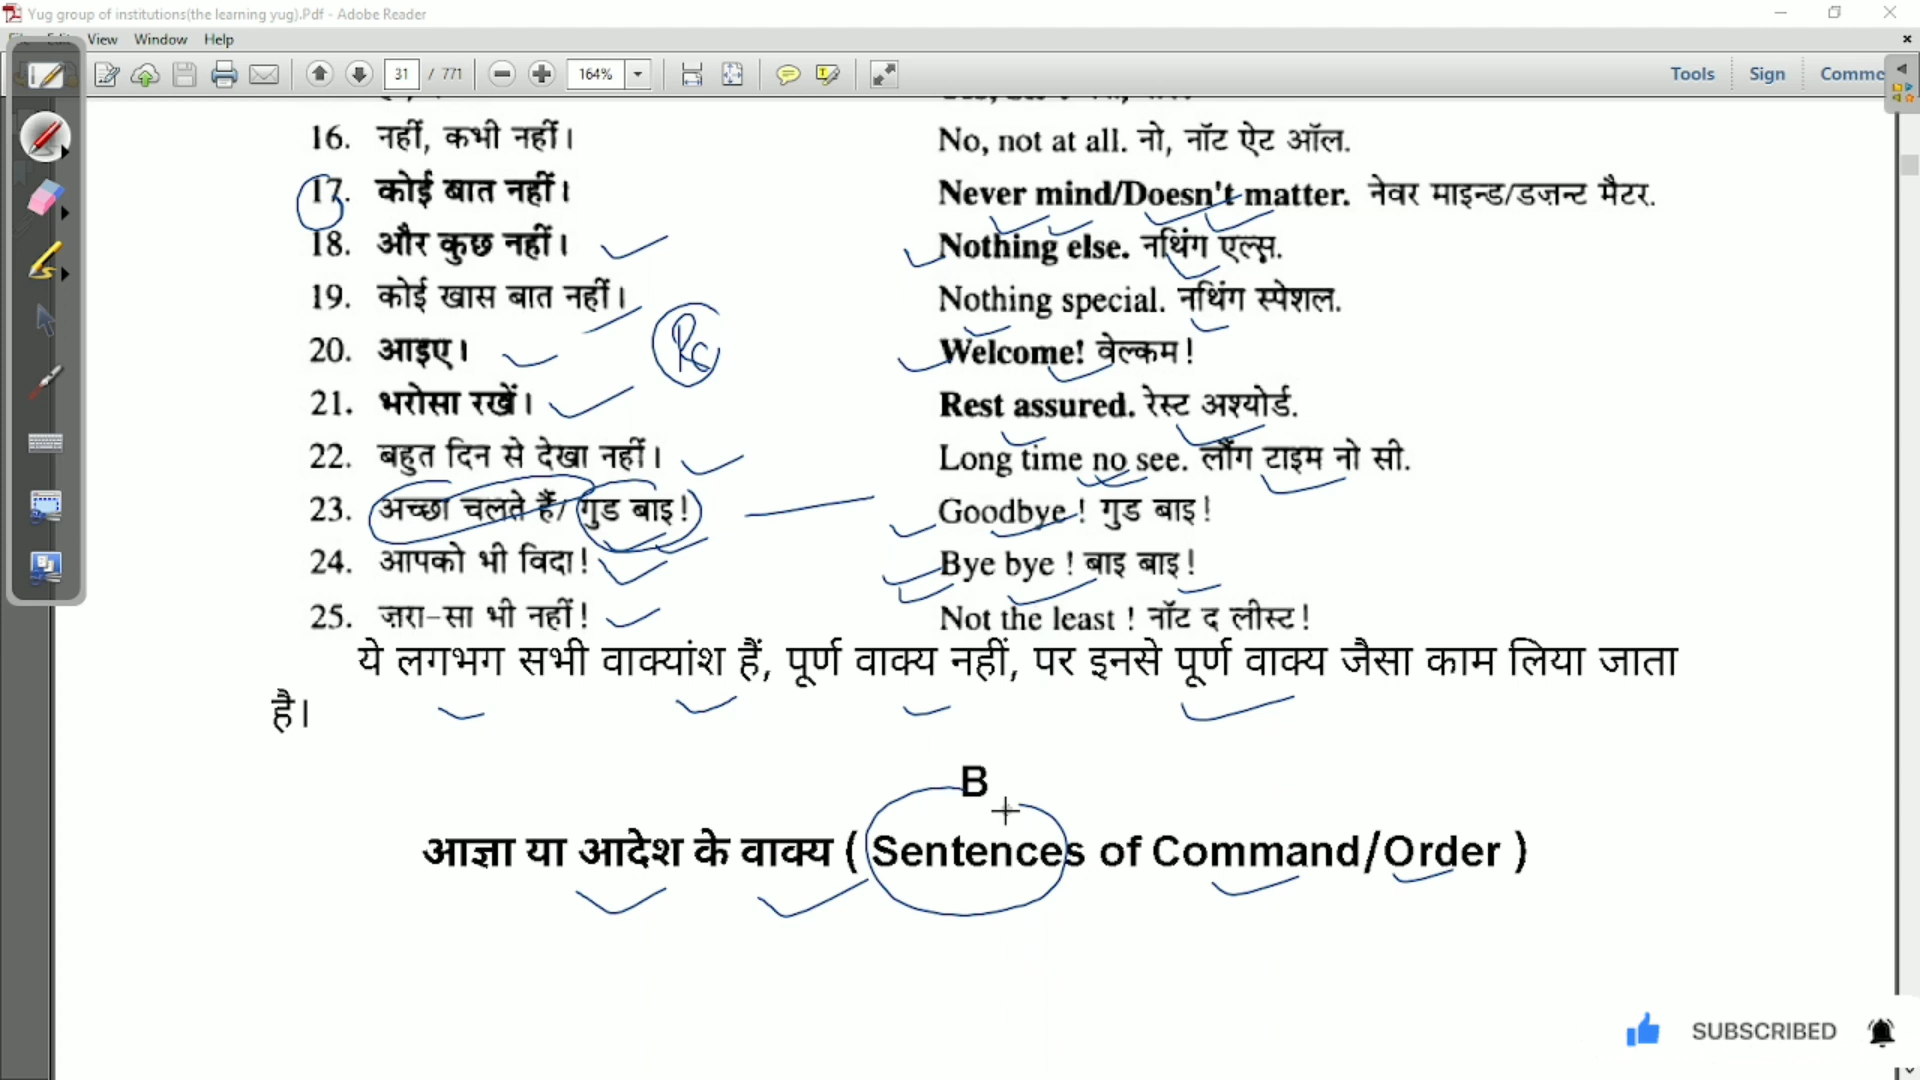 Yug group of institutions(the learning yug).Pdf - Adobe Reader
View Window Help
31 / 771 164% Tools Sign Comme
16. नहीं, कभी नहीं। No, not at all. नो, नॉट ऐट ऑल.
17. कोई बात नहीं। Never mind/Doesn't matter. नेवर माइन्ड/डज़न्ट मैटर.
18. और कुछ नहीं। Nothing else. नथिंग एल्स.
19. कोई खास बात नहीं। Nothing special. नथिंग स्पेशल.
20. आइए। Welcome! वेल्कम !
21. भरोसा रखें। Rest assured. रेस्ट अश्योर्ड.
22. बहुत दिन से देखा नहीं। Long time no see. लौंग टाइम नो सी.
23. अच्छा चलते हैं/ गुड बाइ ! Goodbye ! गुड बाइ !
24. आपको भी विदा ! Bye bye ! बाइ बाइ !
25. ज़रा-सा भी नहीं ! Not the least ! नॉट द लीस्ट !
ये लगभग सभी वाक्यांश हैं, पूर्ण वाक्य नहीं, पर इनसे पूर्ण वाक्य जैसा काम लिया जाता
है।
B
आज्ञा या आदेश के वाक्य ( Sentences of Command/Order )
SUBSCRIBED